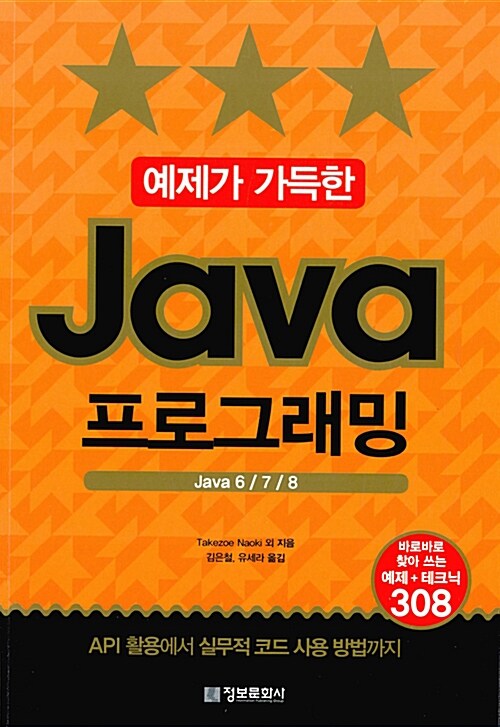 예제가 가득한
Java
프로그래밍
Java 6 / 7 / 8
Takezoe Naoki 외 지음
김은철, 유세라 옮김
바로바로
찾아 쓰는
예제 + 테크닉
308
API 활용에서 실무적 코드 사용 방법까지
정보문화사
Information Publishing Group